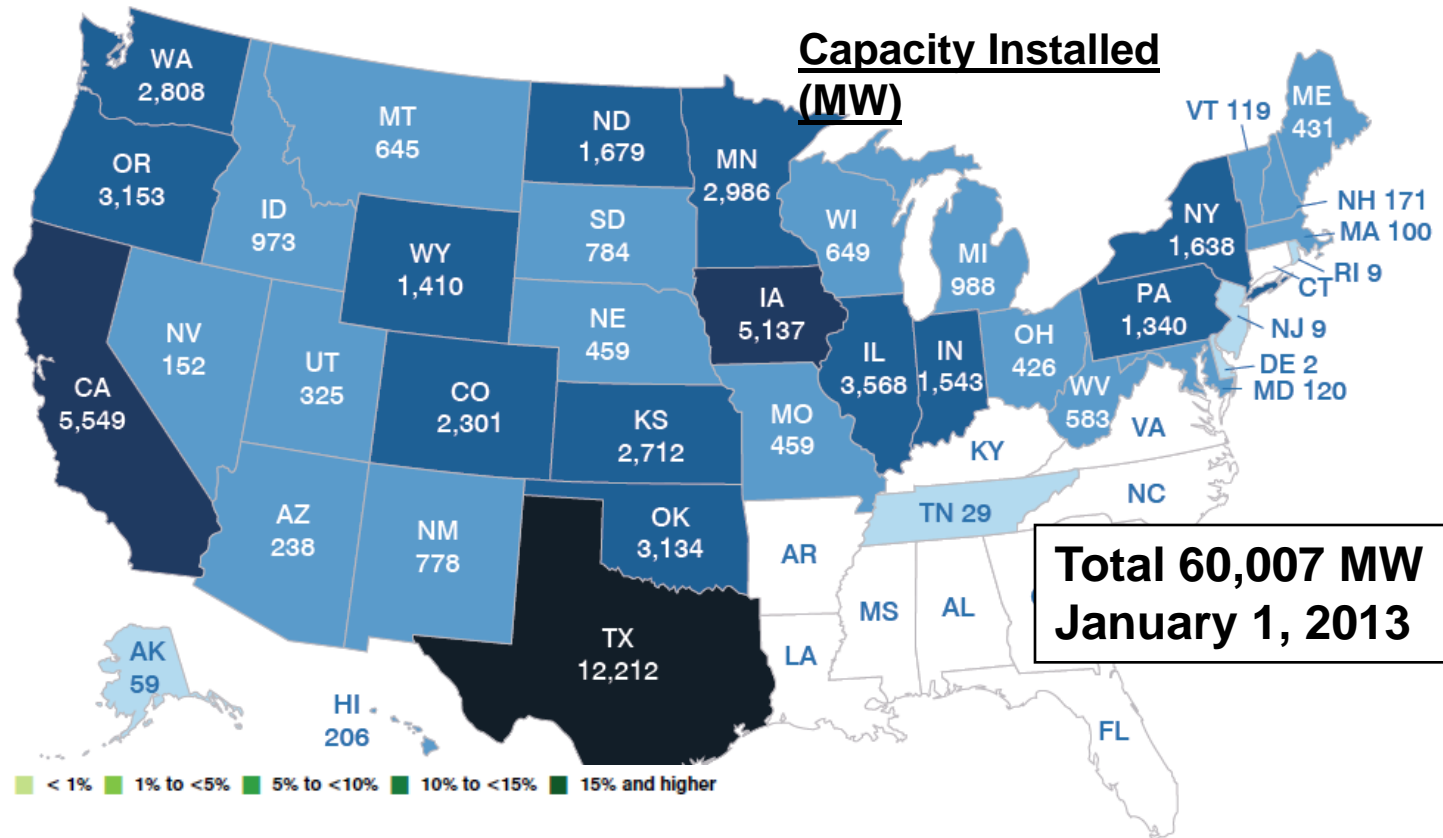 Capacity Installed
(MW)
WA
2,808
OR
3,153
CA
5,549
NV
152
ID
973
MT
645
WY
1,410
UT
325
AZ
238
CO
2,301
NM
778
ND
1,679
SD
784
NE
459
KS
2,712
OK
3,134
TX
12,212
MN
2,986
IA
5,137
MO
459
AR
LA
WI
649
IL
3,568
MI
988
IN
1,543
OH
426
KY
TN 29
MS
AL
WV
583
VA
NC
FL
PA
1,340
NY
1,638
VT 119
ME
431
NH 171
MA 100
RI 9
CT
NJ 9
DE 2
MD 120
Total 60,007 MW
January 1, 2013
AK
59
HI
206
< 1% 1% to <5% 5% to <10% 10% to <15% 15% and higher